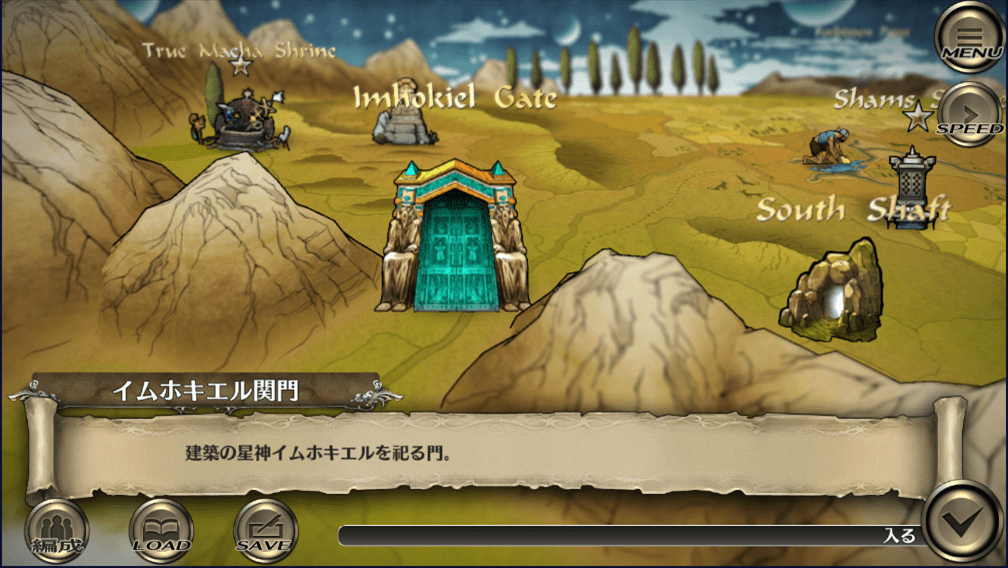 True Macha Shrine
Imhokiel Gate
Shams S
MENU
SPEED
South Shaft
イムホキエル関門
建築の星神イムホキエルを祀る門。
編成
LOAD
SAVE
入る